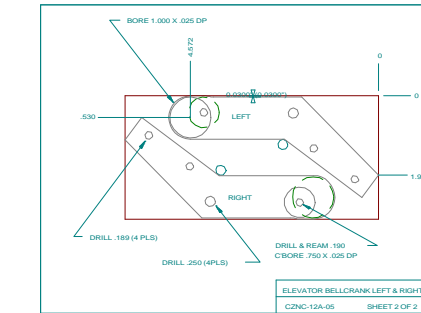 BORE 1.000 X .025 DP
4.572
0
0.0300" (0.0300")
0
.530
LEFT
1.9
RIGHT
DRILL .189 (4 PLS)
DRILL .250 (4PLS)
DRILL & REAM .190
C'BORE .750 X .025 DP
ELEVATOR BELLCRANK LEFT & RIGHT
CZNC-12A-05 SHEET 2 OF 2